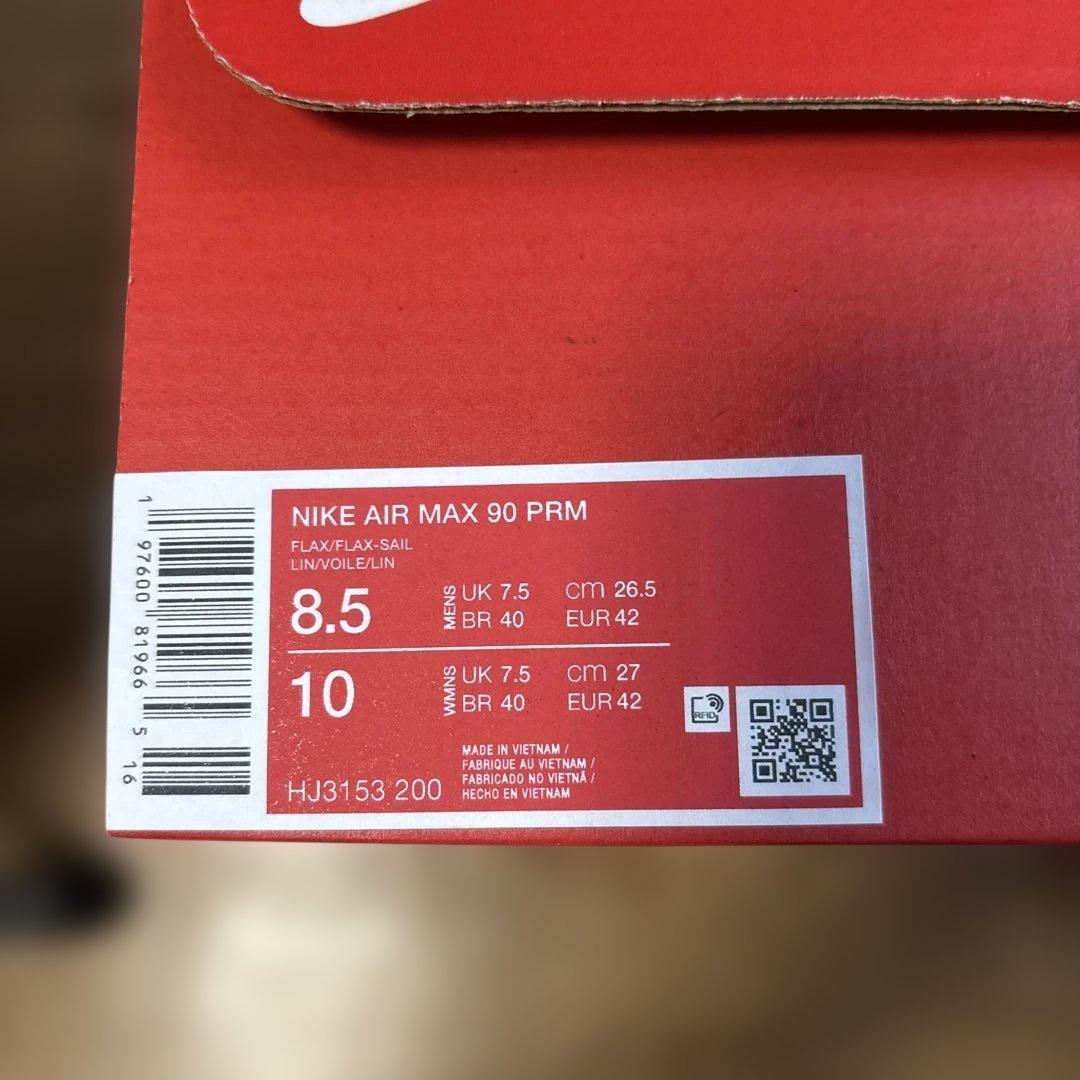 NIKE AIR MAX 90 PRM
FLAX/FLAX-SAIL
LIN/VOILE/LIN
8.5 MENS UK 7.5 cm 26.5
BR 40 EUR 42
10 WMNS UK 7.5 cm 27
BR 40 EUR 42
RFID
MADE IN VIETNAM /
FABRIQUE AU VIETNAM /
FABRICADO NO VIETNÃ /
HECHO EN VIETNAM
HJ3153 200
1 97600 81966 5 16